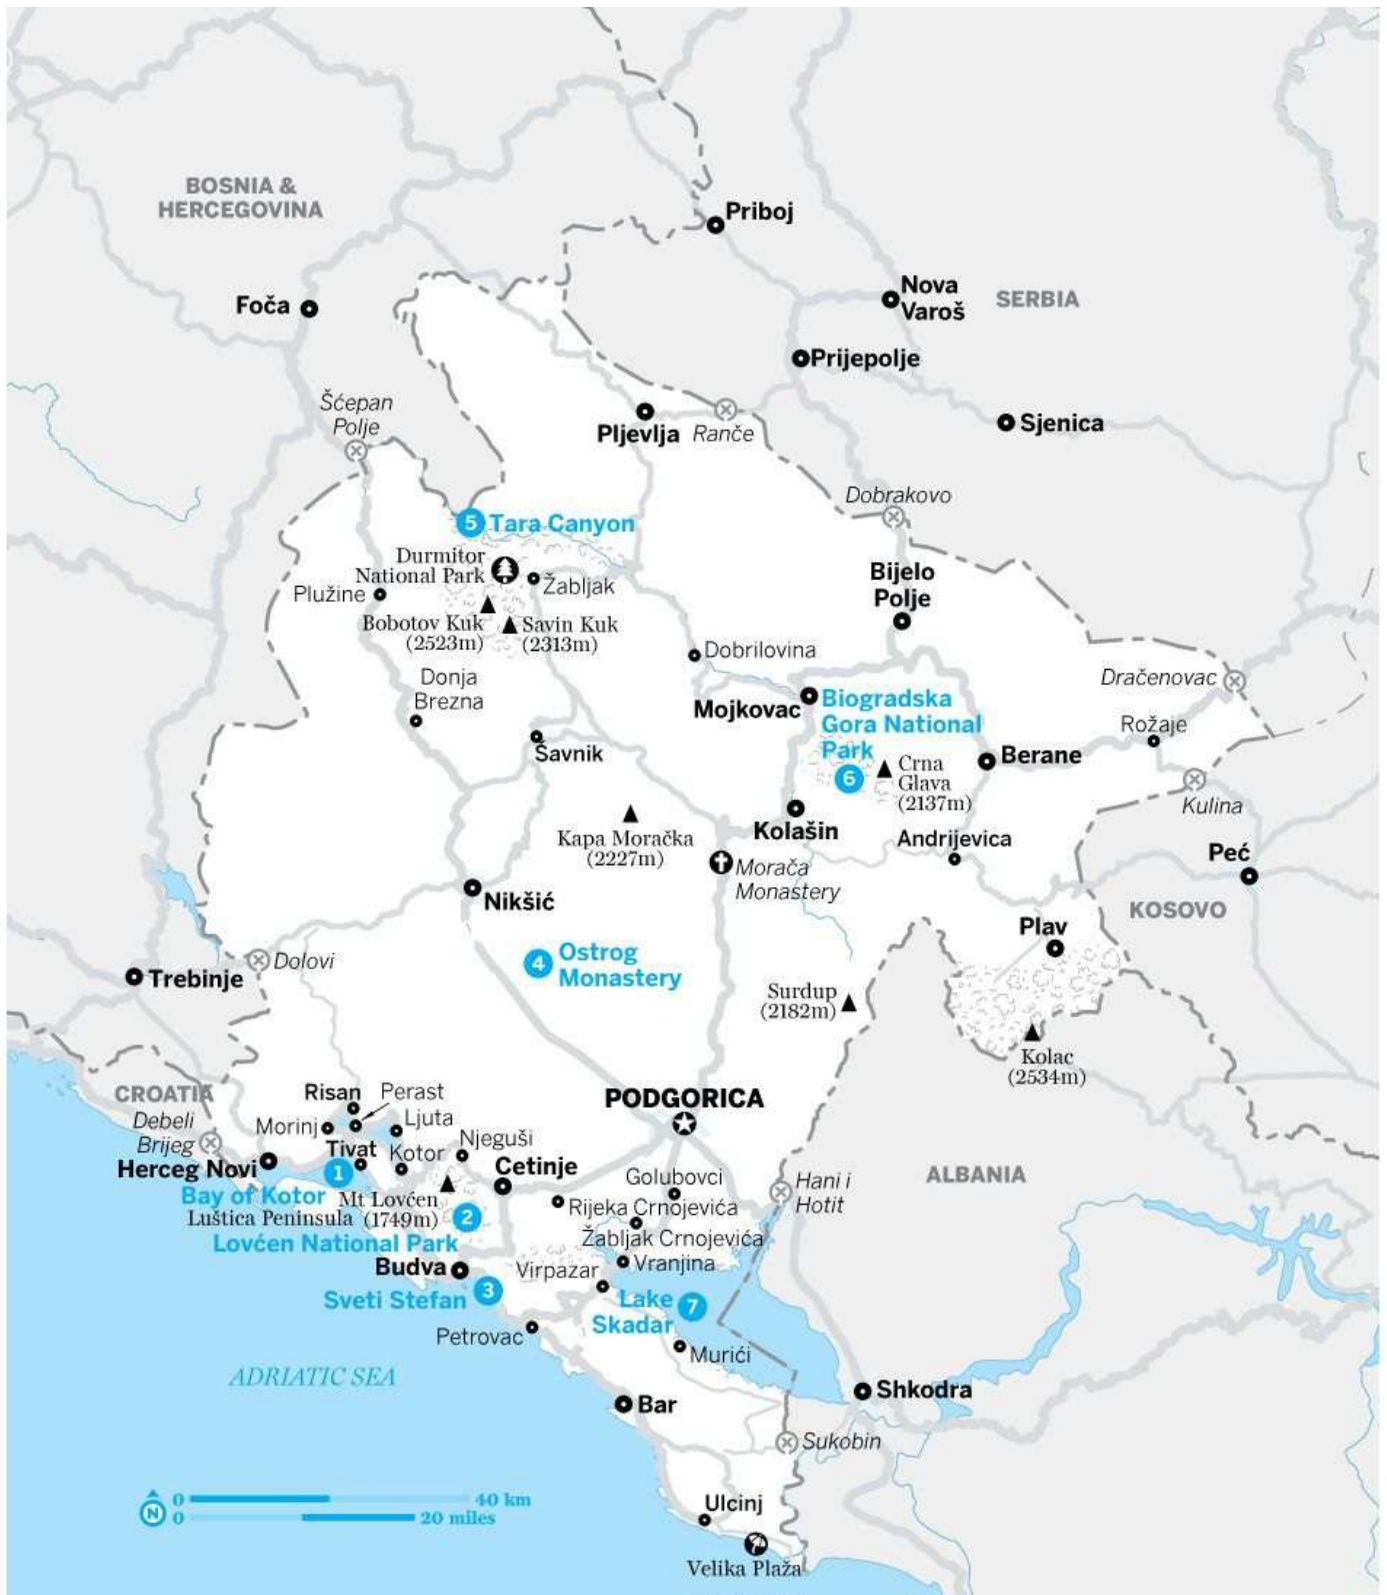 BOSNIA &
HERCEGOVINA
Priboj
Nova
Varoš
SERBIA
Foča
Prijepolje
Šćepan
Polje
Pljevlja
Ranče
Sjenica
Dobrakovo
5 Tara Canyon
Durmitor
National Park
Žabljak
Plužine
Bijelo
Polje
Bobotov Kuk
(2523m)
Savin Kuk
(2313m)
Dobrilovina
Donja
Brezna
Dračenovac
Mojkovac
Biogradska
Gora National
Park
6
Rožaje
Šavnik
Berane
Crna
Glava
(2137m)
Kulina
Kapa Moračka
(2227m)
Kolašin
Andrijevica
Morača
Monastery
Peć
Nikšić
KOSOVO
Plav
4 Ostrog
Monastery
Dolovi
Trebinje
Surdup
(2182m)
Kolac
(2534m)
CROATIA
Debeli
Brijeg
Risan
Perast
PODGORICA
Morinj
Ljuta
Tivat
Kotor
Njeguši
Herceg Novi
1
Bay of Kotor
Cetinje
Golubovci
Hani i
Hotit
ALBANIA
Mt Lovćen
(1749m)
Luštica Peninsula
Rijeka Crnojevića
2
Lovćen National Park
Žabljak Crnojevića
Budva
Virpazar
Vranjina
3
Sveti Stefan
Lake
Skadar
7
Petrovac
Murići
ADRIATIC SEA
Bar
Shkodra
Sukobin
N
0 40 km
0 20 miles
Ulcinj
Velika Plaža